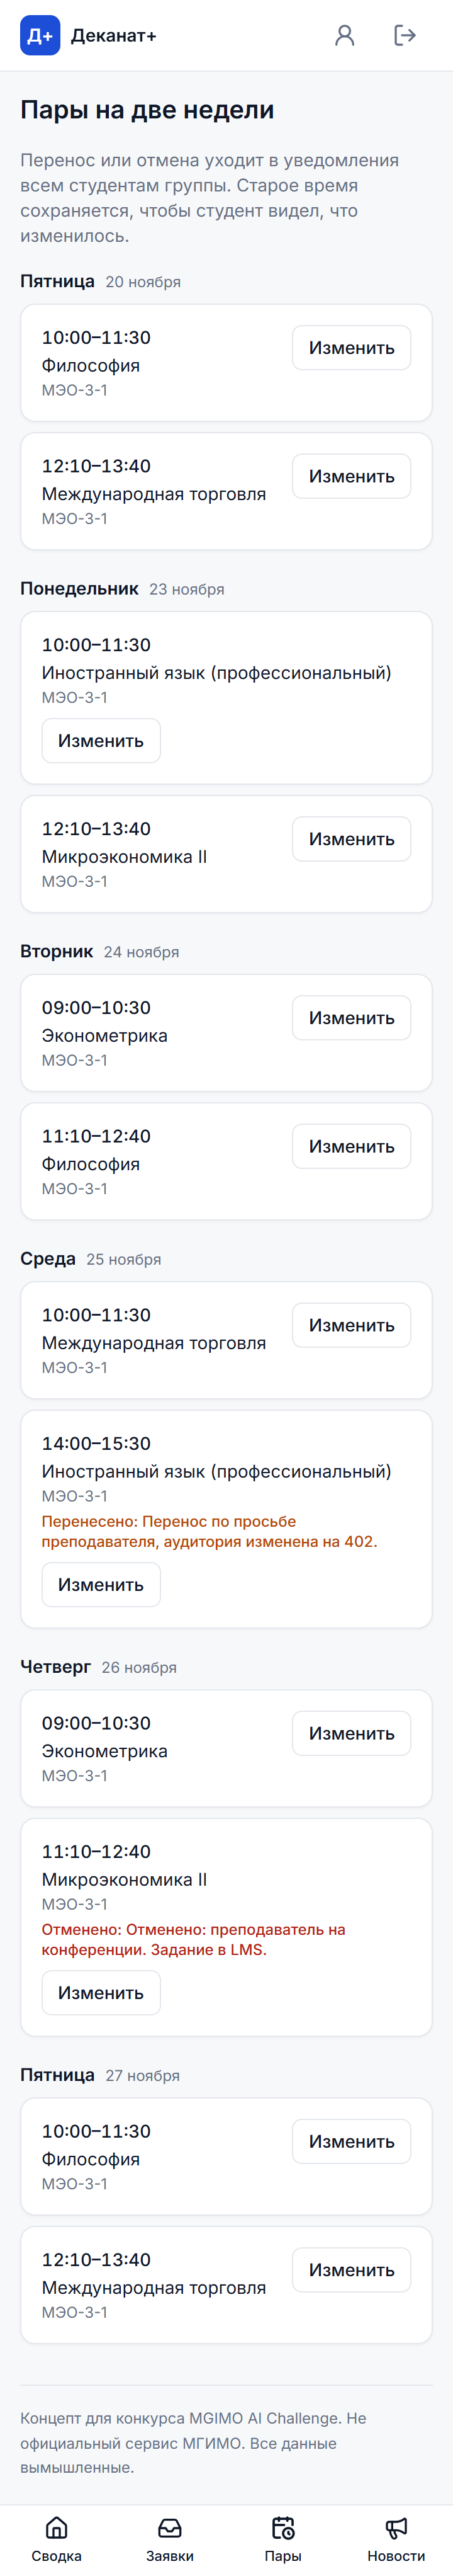 Д+ Деканат+
Пары на две недели
Перенос или отмена уходит в уведомления
всем студентам группы. Старое время
сохраняется, чтобы студент видел, что
изменилось.
Пятница 20 ноября
10:00–11:30
Изменить
Философия
МЭО-3-1
12:10–13:40
Изменить
Международная торговля
МЭО-3-1
Понедельник 23 ноября
10:00–11:30
Иностранный язык (профессиональный)
МЭО-3-1
Изменить
12:10–13:40
Изменить
Микроэкономика II
МЭО-3-1
Вторник 24 ноября
09:00–10:30
Изменить
Эконометрика
МЭО-3-1
11:10–12:40
Изменить
Философия
МЭО-3-1
Среда 25 ноября
10:00–11:30
Изменить
Международная торговля
МЭО-3-1
14:00–15:30
Иностранный язык (профессиональный)
МЭО-3-1
Перенесено: Перенос по просьбе
преподавателя, аудитория изменена на 402.
Изменить
Четверг 26 ноября
09:00–10:30
Изменить
Эконометрика
МЭО-3-1
11:10–12:40
Микроэкономика II
МЭО-3-1
Отменено: Отменено: преподаватель на
конференции. Задание в LMS.
Изменить
Пятница 27 ноября
10:00–11:30
Изменить
Философия
МЭО-3-1
12:10–13:40
Изменить
Международная торговля
МЭО-3-1
Концепт для конкурса MGIMO AI Challenge. Не
официальный сервис МГИМО. Все данные
вымышленные.
Сводка Заявки Пары Новости